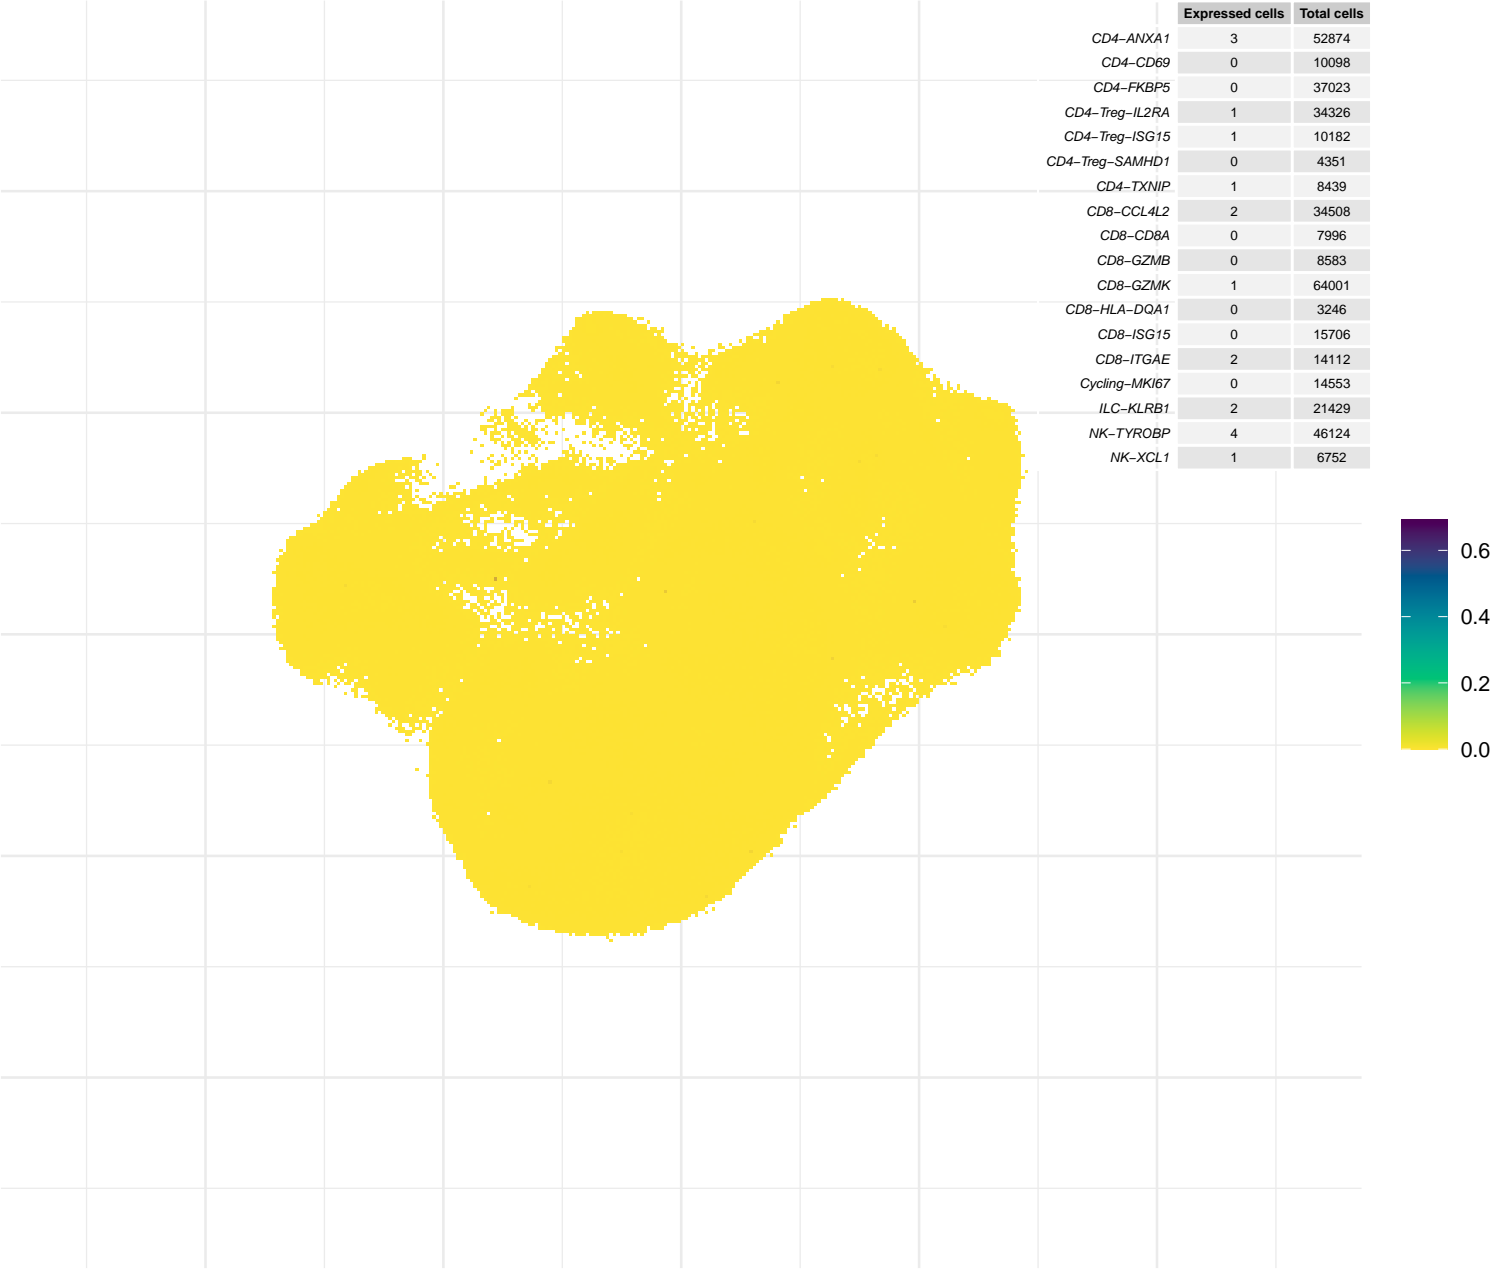 Expressed cells Total cells
CD4−ANXA1 3 52874
CD4−CD69 0 10098
CD4−FKBP5 0 37023
CD4−Treg−IL2RA 1 34326
CD4−Treg−ISG15 1 10182
CD4−Treg−SAMHD1 0 4351
CD4−TXNIP 1 8439
CD8−CCL4L2 2 34508
CD8−CD8A 0 7996
CD8−GZMB 0 8583
CD8−GZMK 1 64001
CD8−HLA−DQA1 0 3246
CD8−ISG15 0 15706
CD8−ITGAE 2 14112
Cycling−MKI67 0 14553
ILC−KLRB1 2 21429
NK−TYROBP 4 46124
NK−XCL1 1 6752
0.6
0.4
0.2
0.0